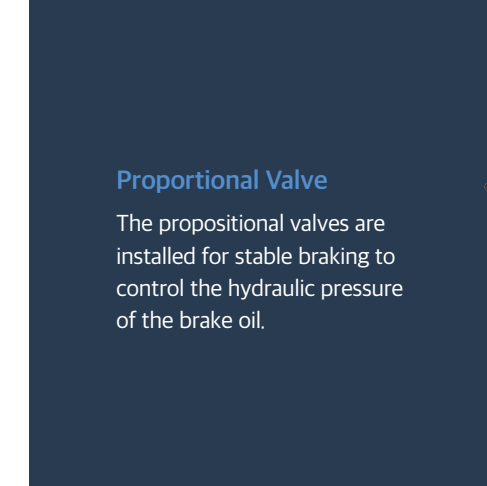 Proportional Valve
The propositional valves are
installed for stable braking to
control the hydraulic pressure
of the brake oil.